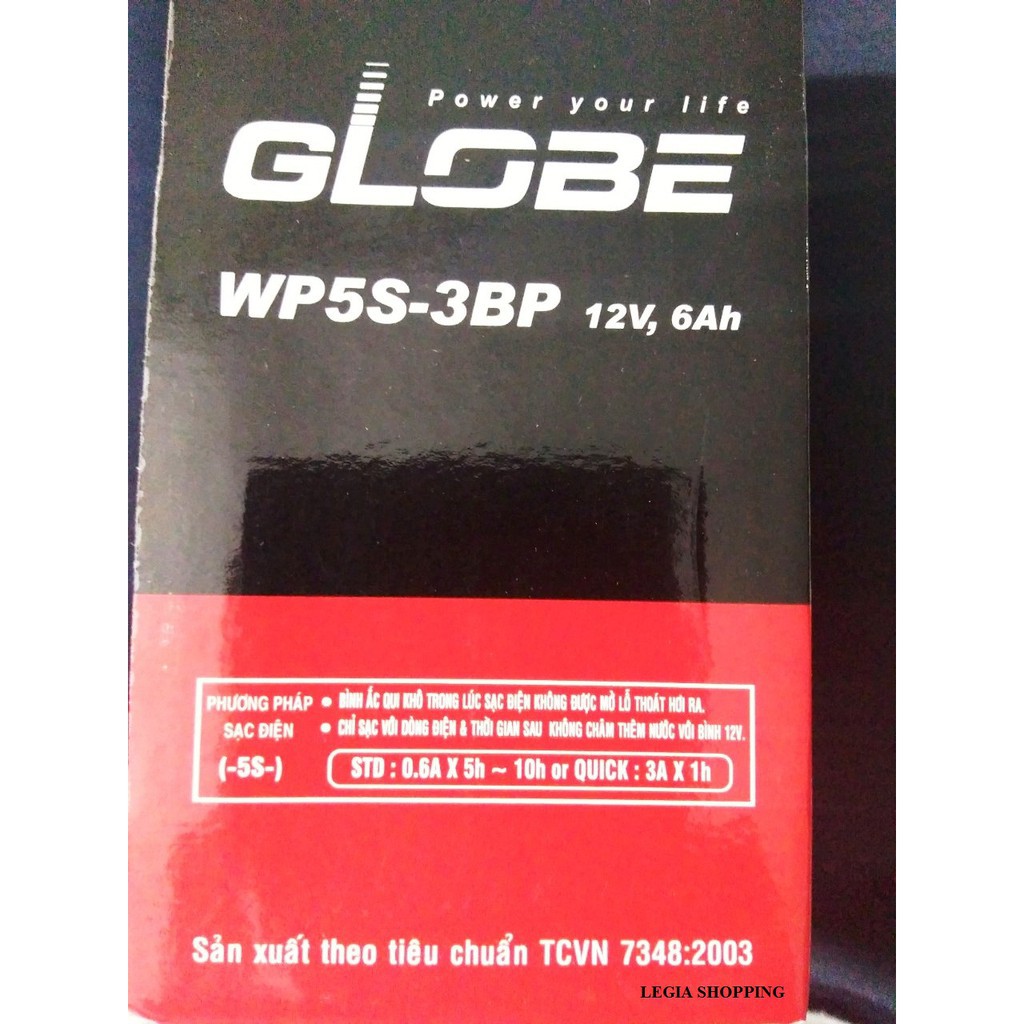 Power your life
GLOBE
WP5S-3BP 12V, 6Ah
PHƯƠNG PHÁP
SẠC ĐIỆN
(-5S-)
• BÌNH ẮC QUI KHÔ TRONG LÚC SẠC ĐIỆN KHÔNG ĐƯỢC MỞ LỖ THOÁT HƠI RA.
• CHỈ SẠC VỚI DÒNG ĐIỆN & THỜI GIAN SAU KHÔNG CHÂM THÊM NƯỚC VỚI BÌNH 12V.
STD : 0.6A X 5h ~ 10h or QUICK : 3A X 1h
Sản xuất theo tiêu chuẩn TCVN 7348:2003
LEGIA SHOPPING